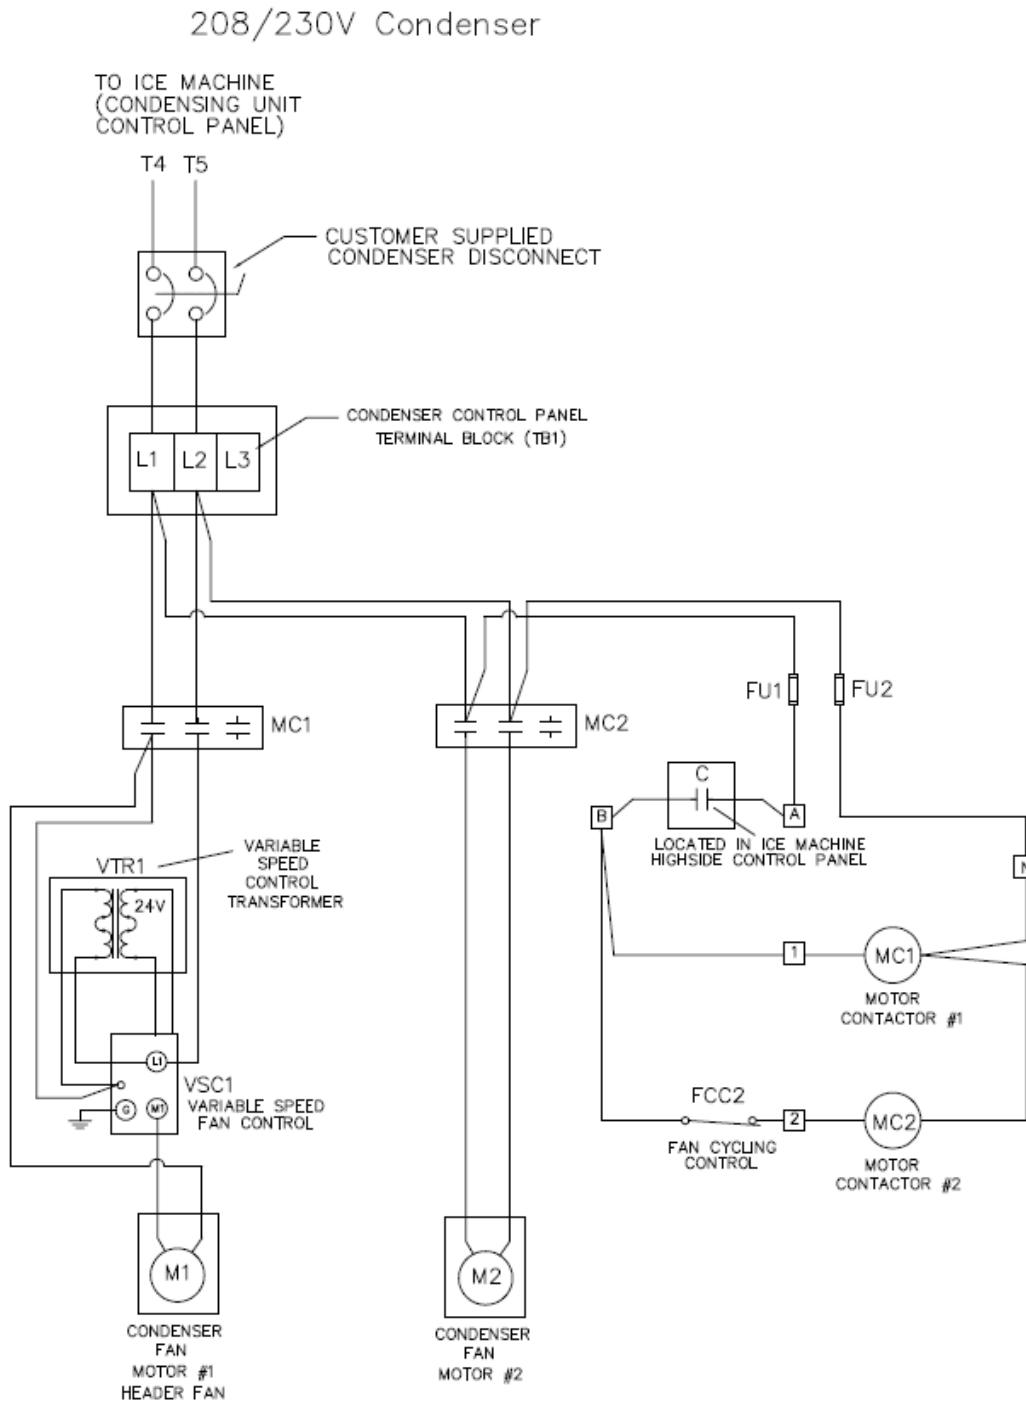 208/230V Condenser
TO ICE MACHINE
(CONDENSING UNIT
CONTROL PANEL)
T4 T5
CUSTOMER SUPPLIED
CONDENSER DISCONNECT
CONDENSER CONTROL PANEL
TERMINAL BLOCK (TB1)
L1 L2 L3
FU1
FU2
MC1
MC2
C
B
A
LOCATED IN ICE MACHINE
HIGHSIDE CONTROL PANEL
N
VARIABLE
SPEED
CONTROL
TRANSFORMER
VTR1
24V
1
MC1
MOTOR
CONTACTOR #1
L1
VSC1
VARIABLE SPEED
FAN CONTROL
G
M1
FCC2
2
MC2
FAN CYCLING
CONTROL
MOTOR
CONTACTOR #2
M1
CONDENSER
FAN
MOTOR #1
HEADER FAN
M2
CONDENSER
FAN
MOTOR #2